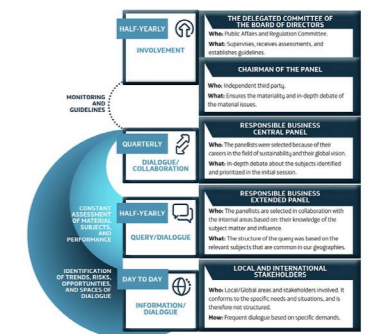 HALF-YEARLY
INVOLVEMENT
THE DELEGATED COMMITTEE OF
THE BOARD OF DIRECTORS
Who: Public Affairs and Regulation Committee.
What: Supervises, receives assessments, and
establishes guidelines.
CHAIRMAN OF THE PANEL
Who: Independent third party.
What: Ensures the materiality and in-depth debate of
the material issues.
MONITORING
AND
GUIDELINES
QUARTERLY
DIALOGUE/
COLLABORATION
RESPONSIBLE BUSINESS
CENTRAL PANEL
Who: The panellists were selected because of their
careers in the field of sustainability and their global vision.
What: In-depth debate about the subjects identified
and prioritized in the initial session.
CONSTANT
ASSESSMENT
OF MATERIAL
SUBJECTS,
AND
PERFORMANCE
HALF-YEARLY
QUERY/DIALOGUE
RESPONSIBLE BUSINESS
EXTENDED PANEL
Who: The panellists are selected in collaboration with
the internal areas based on their knowledge of the
subject matter and influence.
What: The structure of the query was based on the
relevant subjects that are common in our geographies.
IDENTIFICATION
OF TRENDS, RISKS,
OPPORTUNITIES,
AND SPACES OF
DIALOGUE
DAY TO DAY
INFORMATION/
DIALOGUE
LOCAL AND INTERNATIONAL
STAKEHOLDERS
Who: Local/Global areas and stakeholders involved. It
conforms to the specific needs and situations, and is
therefore not structured.
How: Frequent dialogue based on specific demands.